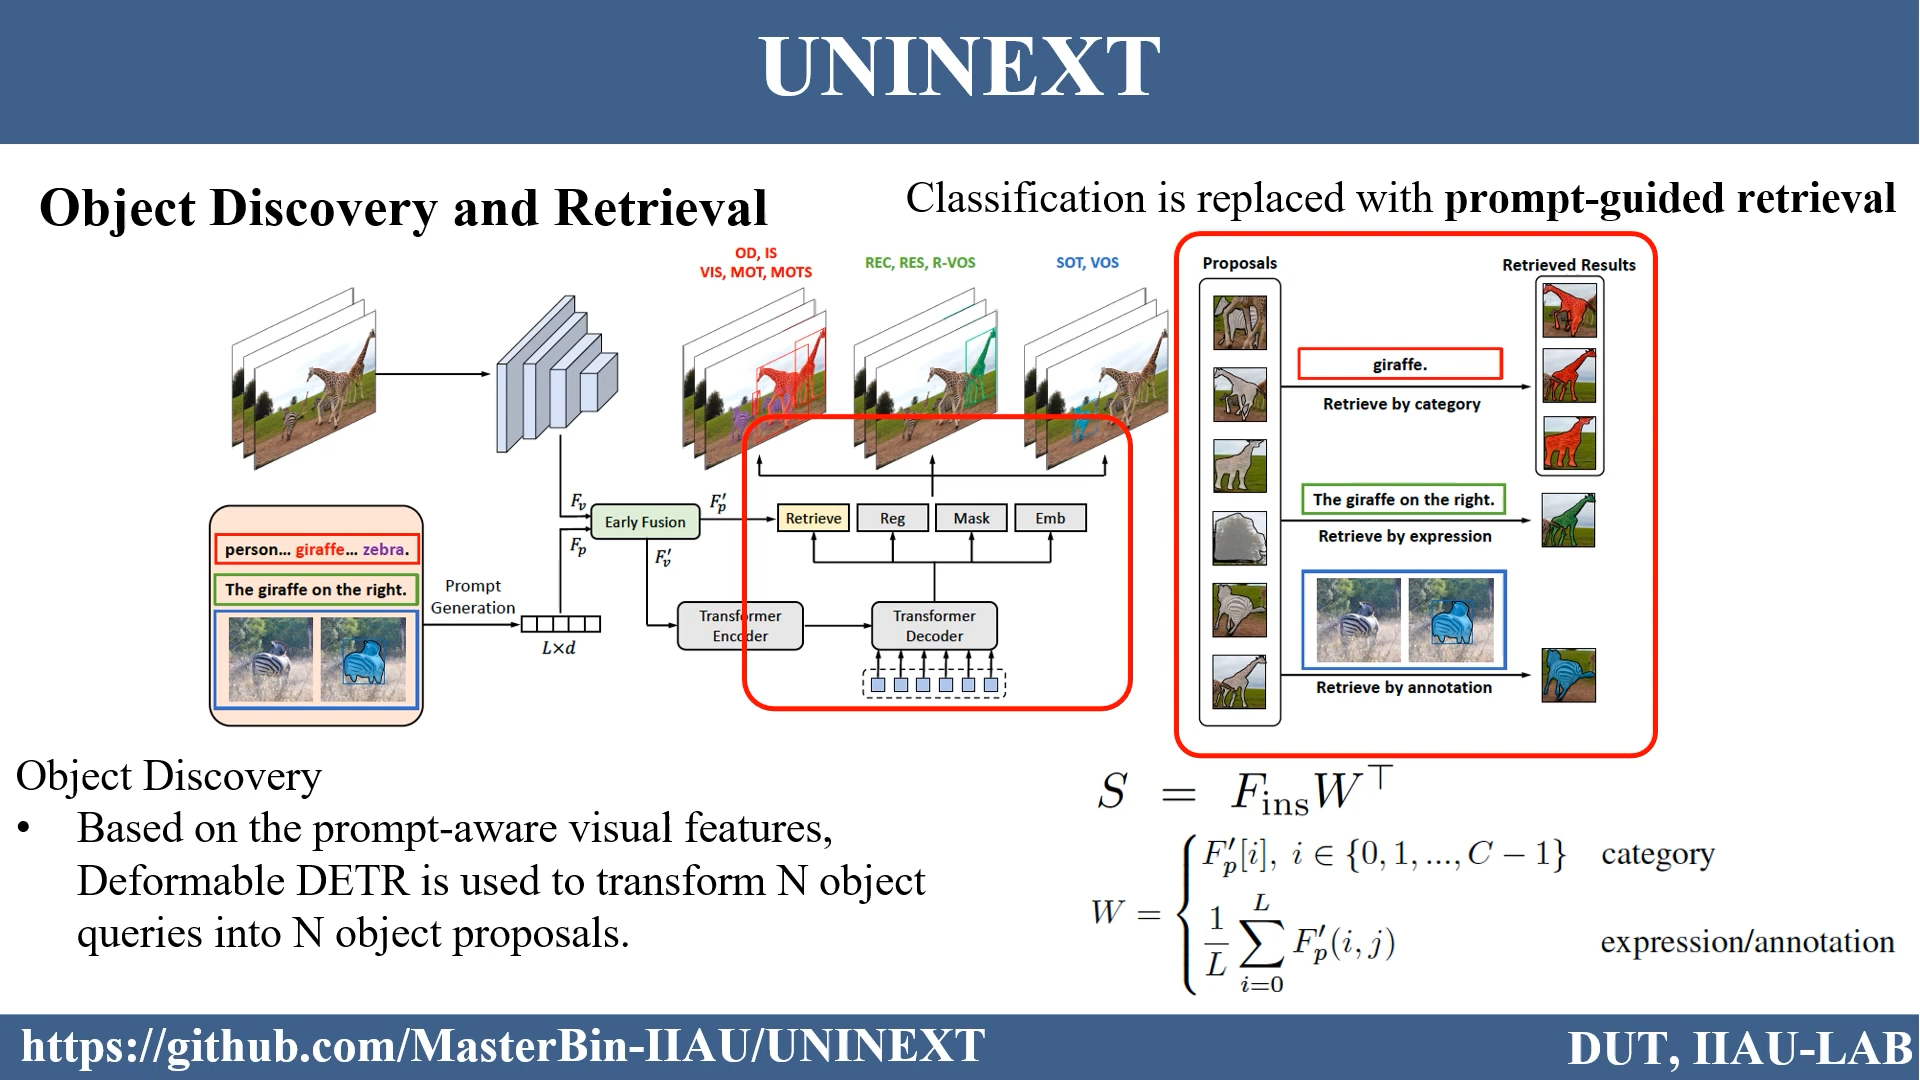 UNINEXT
Object Discovery and Retrieval
Classification is replaced with prompt-guided retrieval
OD, IS
VIS, MOT, MOTS
REC, RES, R-VOS
SOT, VOS
person... giraffe... zebra.
The giraffe on the right.
Prompt
Generation
L×d
F_v
F_p
Early Fusion
F'_p
F'_v
Transformer
Encoder
Transformer
Decoder
Retrieve
Reg
Mask
Emb
Proposals
Retrieved Results
giraffe.
Retrieve by category
The giraffe on the right.
Retrieve by expression
Retrieve by annotation
Object Discovery
• Based on the prompt-aware visual features,
Deformable DETR is used to transform N object
queries into N object proposals.
S = F_ins W^⊤
W = { F'_p[i], i ∈ {0, 1, ..., C − 1} category
1/L ∑_{i=0}^{L} F'_p(i, j) expression/annotation
https://github.com/MasterBin-IIAU/UNINEXT
DUT, IIAU-LAB